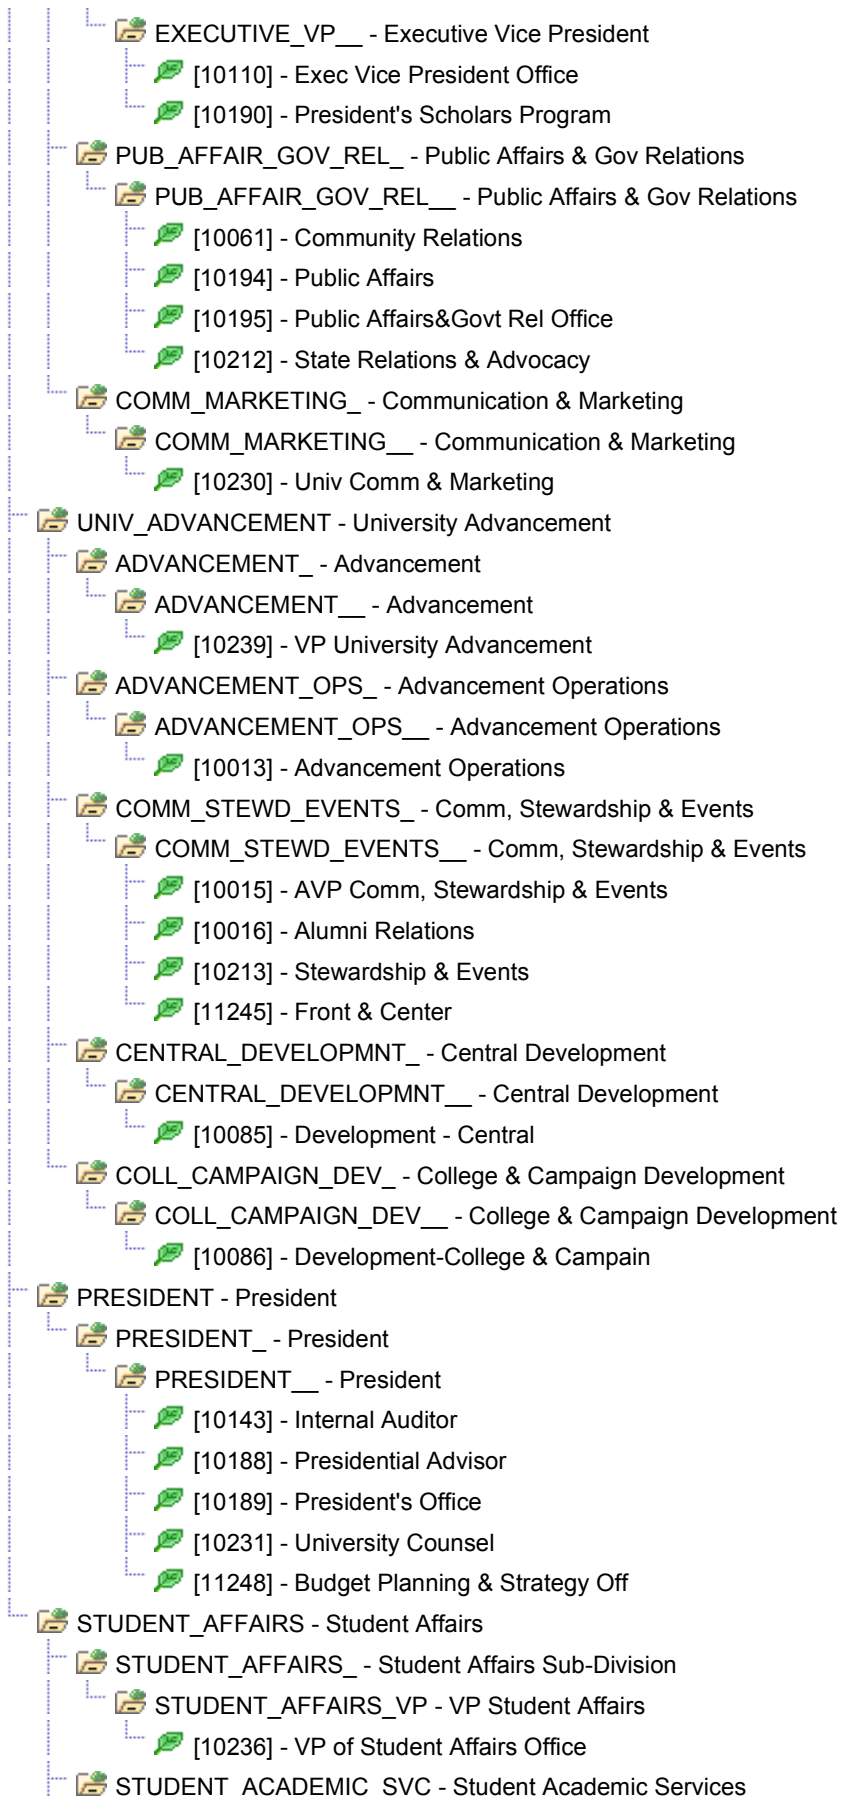 EXECUTIVE_VP__ - Executive Vice President
[10110] - Exec Vice President Office
[10190] - President's Scholars Program
PUB_AFFAIR_GOV_REL_ - Public Affairs & Gov Relations
PUB_AFFAIR_GOV_REL__ - Public Affairs & Gov Relations
[10061] - Community Relations
[10194] - Public Affairs
[10195] - Public Affairs&Govt Rel Office
[10212] - State Relations & Advocacy
COMM_MARKETING_ - Communication & Marketing
COMM_MARKETING__ - Communication & Marketing
[10230] - Univ Comm & Marketing
UNIV_ADVANCEMENT - University Advancement
ADVANCEMENT_ - Advancement
ADVANCEMENT__ - Advancement
[10239] - VP University Advancement
ADVANCEMENT_OPS_ - Advancement Operations
ADVANCEMENT_OPS__ - Advancement Operations
[10013] - Advancement Operations
COMM_STEWD_EVENTS_ - Comm, Stewardship & Events
COMM_STEWD_EVENTS__ - Comm, Stewardship & Events
[10015] - AVP Comm, Stewardship & Events
[10016] - Alumni Relations
[10213] - Stewardship & Events
[11245] - Front & Center
CENTRAL_DEVELOPMNT_ - Central Development
CENTRAL_DEVELOPMNT__ - Central Development
[10085] - Development - Central
COLL_CAMPAIGN_DEV_ - College & Campaign Development
COLL_CAMPAIGN_DEV__ - College & Campaign Development
[10086] - Development-College & Campain
PRESIDENT - President
PRESIDENT_ - President
PRESIDENT__ - President
[10143] - Internal Auditor
[10188] - Presidential Advisor
[10189] - President's Office
[10231] - University Counsel
[11248] - Budget Planning & Strategy Off
STUDENT_AFFAIRS - Student Affairs
STUDENT_AFFAIRS_ - Student Affairs Sub-Division
STUDENT_AFFAIRS_VP - VP Student Affairs
[10236] - VP of Student Affairs Office
STUDENT_ACADEMIC_SVC - Student Academic Services